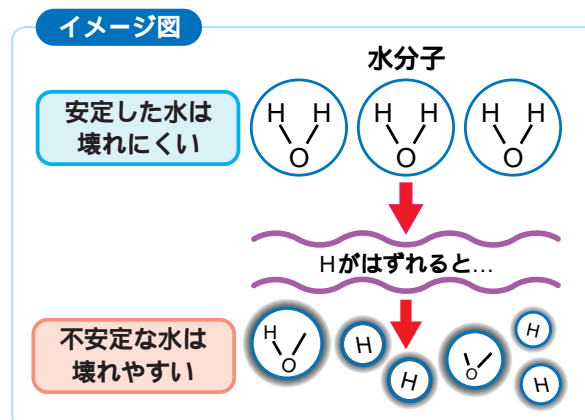 イメージ図
水分子
安定した水は
壊れにくい
H H H H H H
O O O
Hがはずれると…
不安定な水は
壊れやすい
H
O
H
H
O
H
H